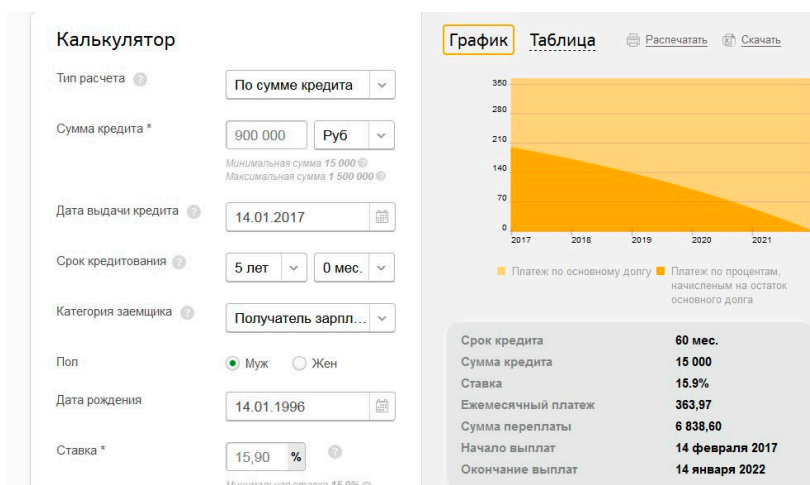 Калькулятор
Тип расчета
По сумме кредита
Сумма кредита *
900 000
Руб
Минимальная сумма 15 000
Максимальная сумма 1 500 000
Дата выдачи кредита
14.01.2017
Срок кредитования
5 лет
0 мес.
Категория заемщика
Получатель зарпл...
Пол
Муж
Жен
Дата рождения
14.01.1996
Ставка *
15,90 %
Минимальная ставка 15.9%
График Таблица Распечатать Скачать
350
280
210
140
70
0
2017 2018 2019 2020 2021
Платеж по основному долгу
Платеж по процентам,
начисленым на остаток
основного долга
Срок кредита 60 мес.
Сумма кредита 15 000
Ставка 15.9%
Ежемесячный платеж 363,97
Сумма переплаты 6 838,60
Начало выплат 14 февраля 2017
Окончание выплат 14 января 2022